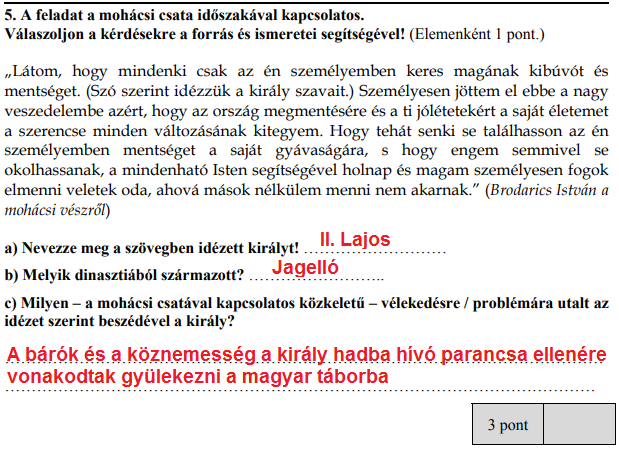 5. A feladat a mohácsi csata időszakával kapcsolatos.
Válaszoljon a kérdésekre a forrás és ismeretei segítségével! (Elemenként 1 pont.)
„Látom, hogy mindenki csak az én személyemben keres magának kibúvót és
mentséget. (Szó szerint idézzük a király szavait.) Személyesen jöttem el ebbe a nagy
veszedelembe azért, hogy az ország megmentésére és a ti jólétetekért a saját életemet
a szerencse minden változásának kitegyem. Hogy tehát senki se találhasson az én
személyemben mentséget a saját gyávaságára, s hogy engem semmivel se
okolhassanak, a mindenható Isten segítségével holnap és magam személyesen fogok
elmenni veletek oda, ahová mások nélkülem menni nem akarnak.” (Brodarics István a
mohácsi vészről)
a) Nevezze meg a szövegben idézett királyt! II. Lajos
b) Melyik dinasztiából származott? Jagelló
c) Milyen – a mohácsi csatával kapcsolatos közkeletű – vélekedésre / problémára utalt az
idézet szerint beszédével a király?
A bárók és a köznemesség a király hadba hívó parancsa ellenére
vonakodtak gyülekezni a magyar táborba
3 pont